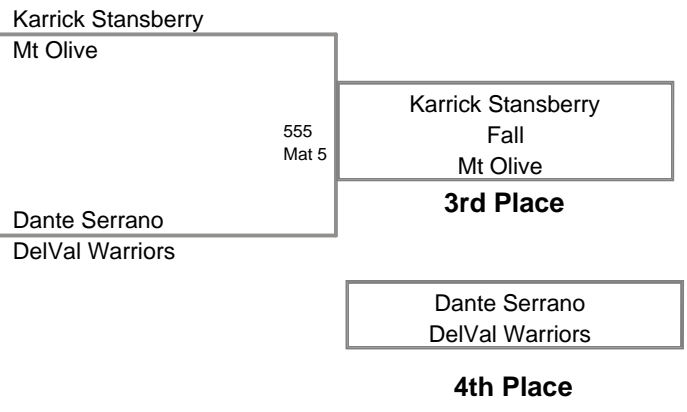 Karrick Stansberry
Mt Olive
555
Mat 5
Karrick Stansberry
Fall
Mt Olive
3rd Place
Dante Serrano
DelVal Warriors
Dante Serrano
DelVal Warriors
4th Place